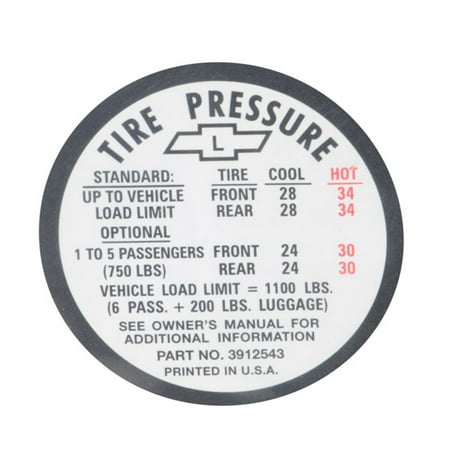 TIRE PRESSURE
L
STANDARD: TIRE COOL HOT
UP TO VEHICLE FRONT 28 34
LOAD LIMIT REAR 28 34
OPTIONAL
1 TO 5 PASSENGERS FRONT 24 30
(750 LBS) REAR 24 30
VEHICLE LOAD LIMIT = 1100 LBS.
(6 PASS. + 200 LBS. LUGGAGE)
SEE OWNER'S MANUAL FOR
ADDITIONAL INFORMATION
PART NO. 3912543
PRINTED IN U.S.A.